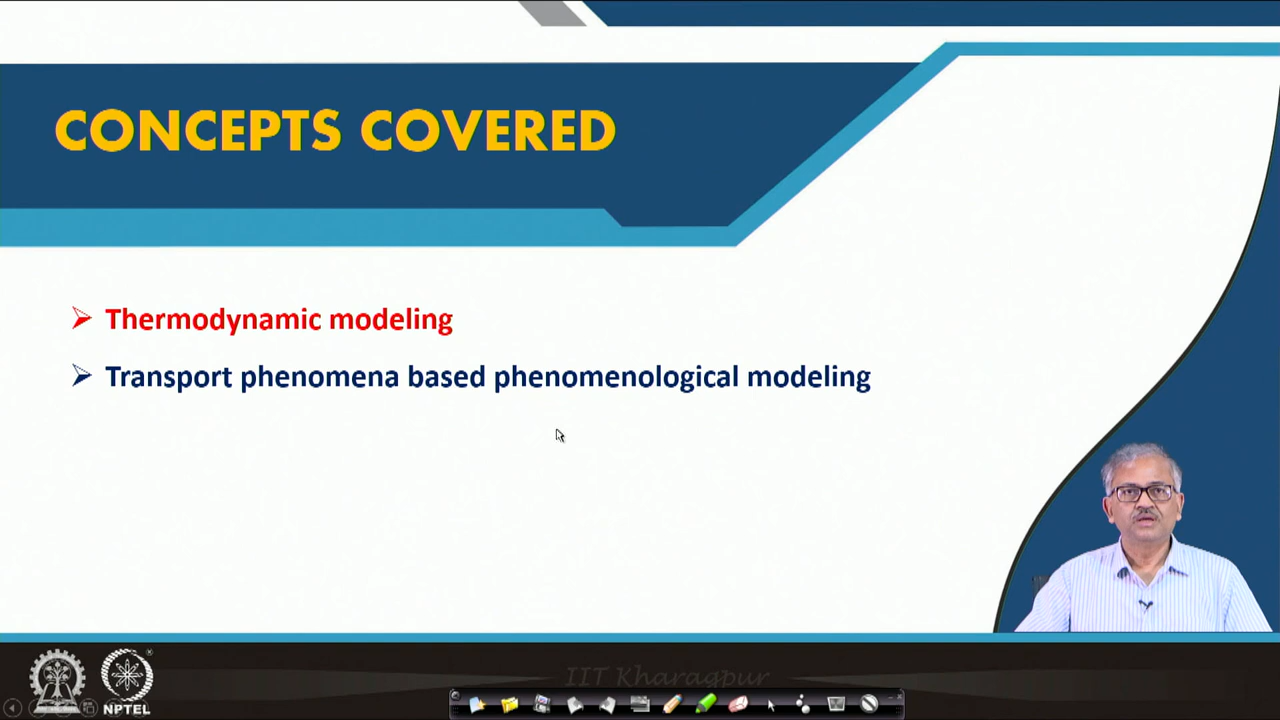 CONCEPTS COVERED
Thermodynamic modeling
Transport phenomena based phenomenological modeling
IIT Kharagpur
NPTEL